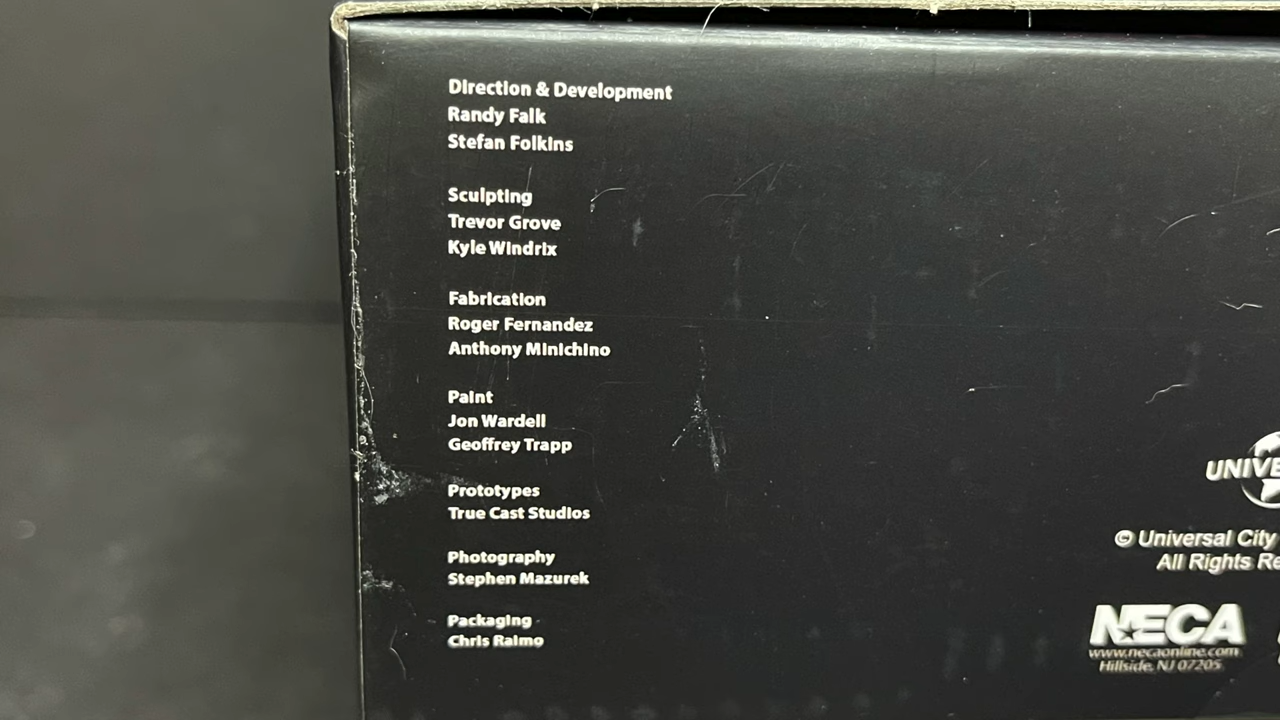 Direction & Development
Randy Falk
Stefan Folkins
Sculpting
Trevor Grove
Kyle Windrix
Fabrication
Roger Fernandez
Anthony Minichino
Paint
Jon Wardell
Geoffrey Trapp
Prototypes
True Cast Studios
Photography
Stephen Mazurek
Packaging
Chris Raimo
UNIVE
© Universal City
All Rights Re
NECA
www.necaonline.com
Hillside, NJ 07205